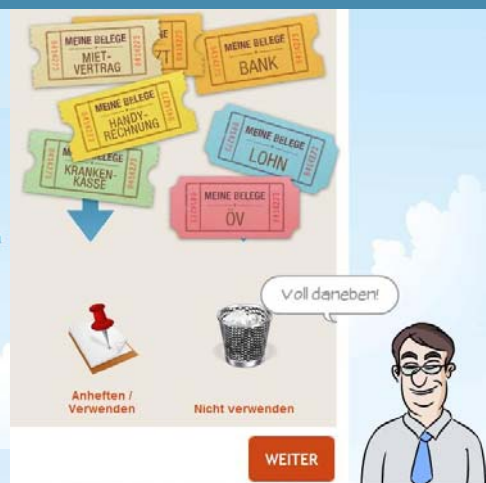 MEINE BELEGE
MIET-
VERTRAG
MEINE BELEGE
BANK
MEINE BELEGE
HANDY-
RECHNUNG
MEINE BELEGE
LOHN
BELEGE
KRANKEN-
KASSE
MEINE BELEGE
ÖV
Voll daneben!
Anheften /
Verwenden
Nicht verwenden
WEITER